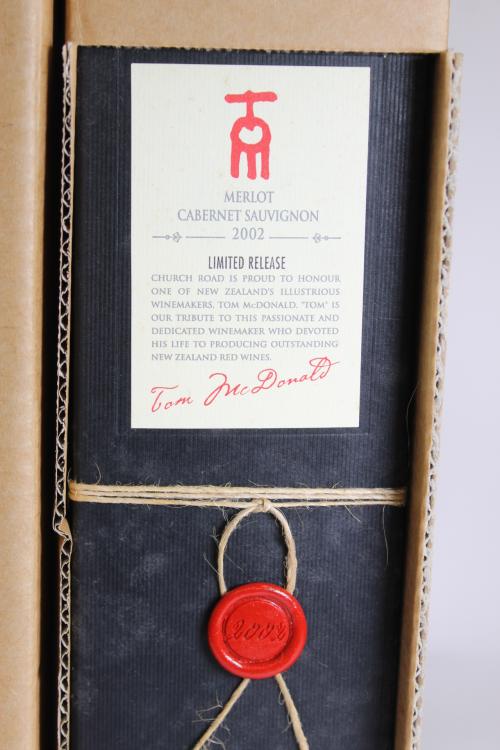 TOM
MERLOT
CABERNET SAUVIGNON
2002
LIMITED RELEASE
CHURCH ROAD IS PROUD TO HONOUR
ONE OF NEW ZEALAND'S ILLUSTRIOUS
WINEMAKERS, TOM McDONALD. "TOM" IS
OUR TRIBUTE TO THIS PASSIONATE AND
DEDICATED WINEMAKER WHO DEVOTED
HIS LIFE TO PRODUCING OUTSTANDING
NEW ZEALAND RED WINES.
Tom McDonald
2002